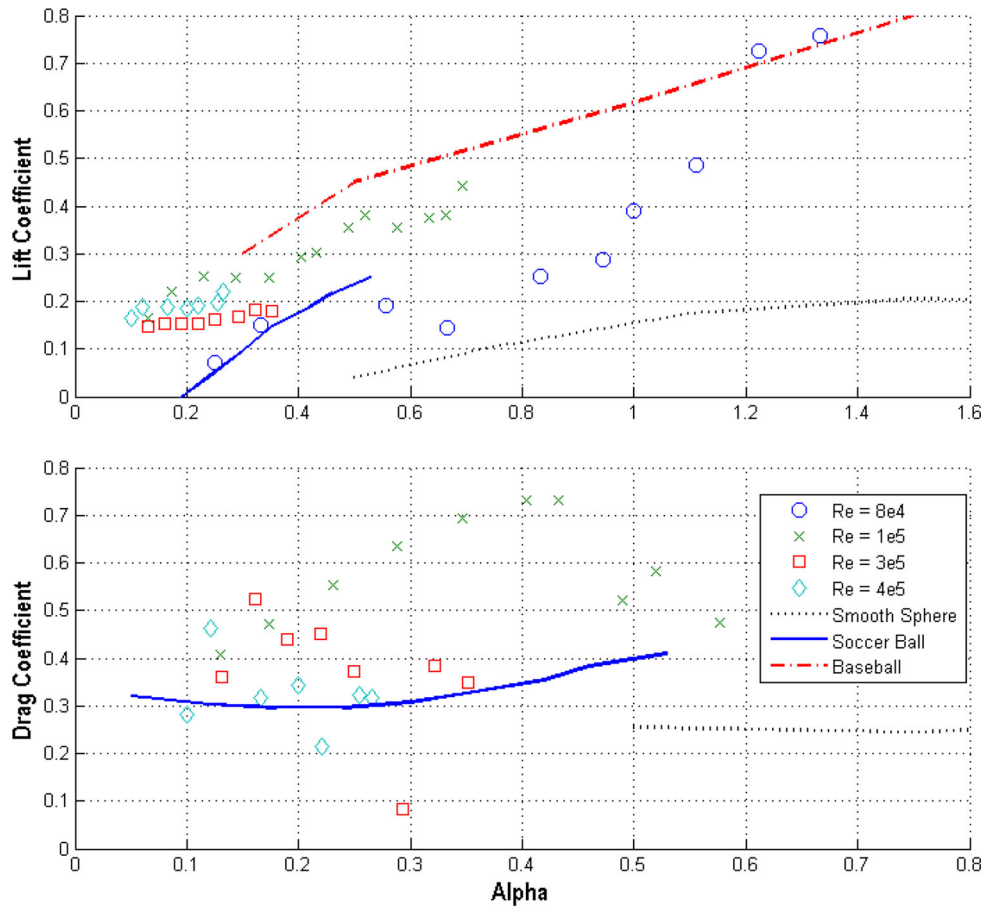 0.8
0.7
0.6
0.5
0.4
0.3
0.2
0.1
0
Lift Coefficient
0 0.2 0.4 0.6 0.8 1 1.2 1.4 1.6
0.8
0.7
0.6
0.5
0.4
0.3
0.2
0.1
0
Drag Coefficient
Re = 8e4
Re = 1e5
Re = 3e5
Re = 4e5
Smooth Sphere
Soccer Ball
Baseball
0 0.1 0.2 0.3 0.4 0.5 0.6 0.7 0.8
Alpha